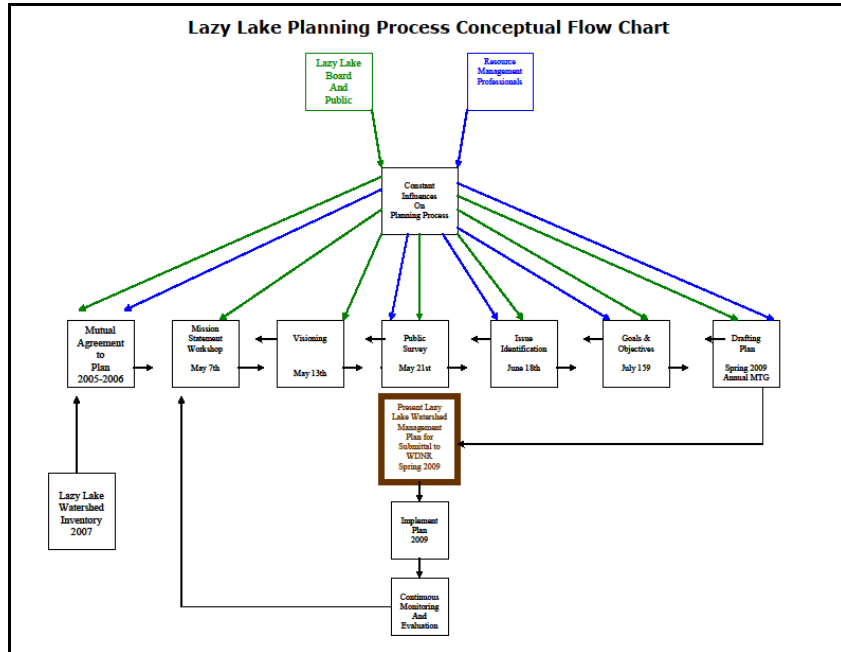 Lazy Lake Planning Process Conceptual Flow Chart
Lazy Lake
Board
And
Public
Resource
Management
Professionals
Constant
Influences
On
Planning Process
Mutual
Agreement
to
Plan
2005-2006
Mission
Statement
Workshop
May 7th
Visioning
May 13th
Public
Survey
May 21st
Issue
Identification
June 18th
Goals &
Objectives
July 159
Drafting
Plan
Spring 2009
Annual MTG
Present Lazy
Lake Watershed
Management
Plan for
Submittal to
WDNR
Spring 2009
Lazy Lake
Watershed
Inventory
2007
Implement
Plan
2009
Continuous
Monitoring
And
Evaluation